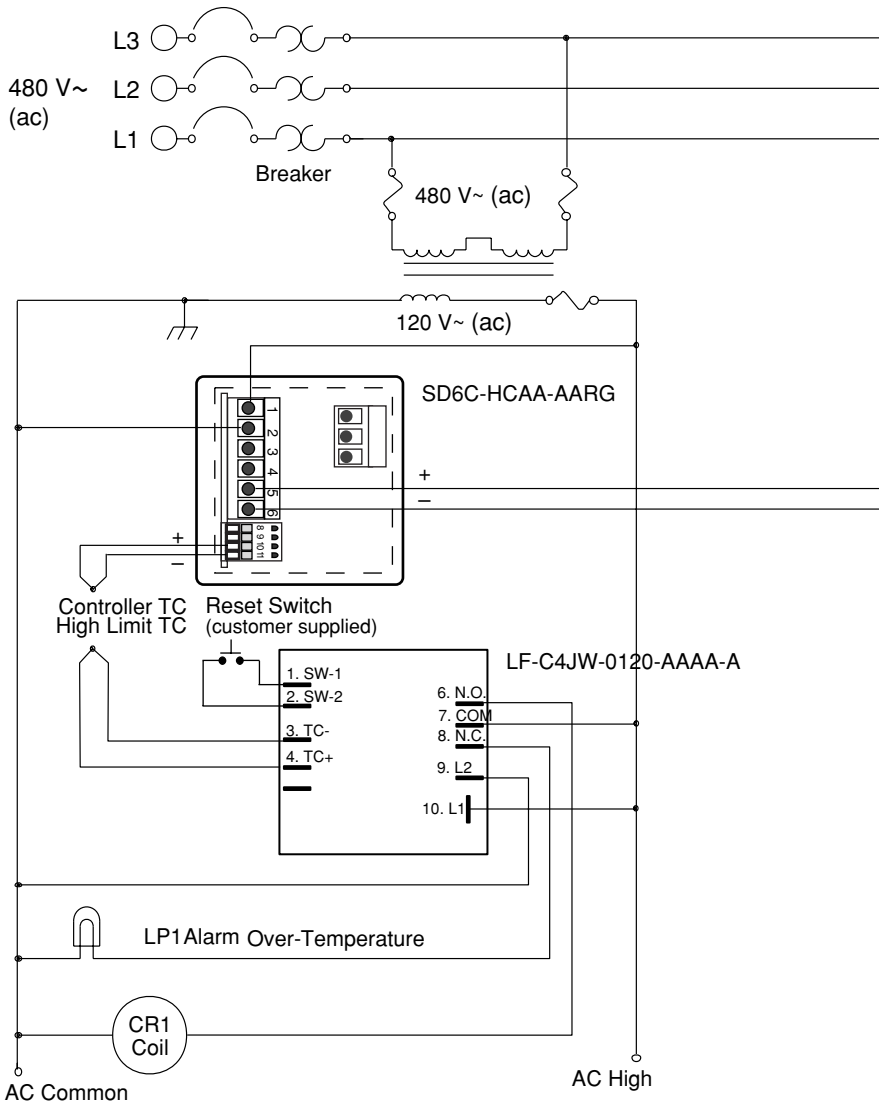 L3
480 V~
(ac)
L2
L1
Breaker
480 V~ (ac)
120 V~ (ac)
SD6C-HCAA-AARG
1
2
3
4
5
6
8
9
10
11
+
–
+
–
Controller TC
High Limit TC
Reset Switch
(customer supplied)
LF-C4JW-0120-AAAA-A
1. SW-1
2. SW-2
3. TC-
4. TC+
6. N.O.
7. COM
8. N.C.
9. L2
10. L1
LP1Alarm Over-Temperature
CR1
Coil
AC Common
AC High